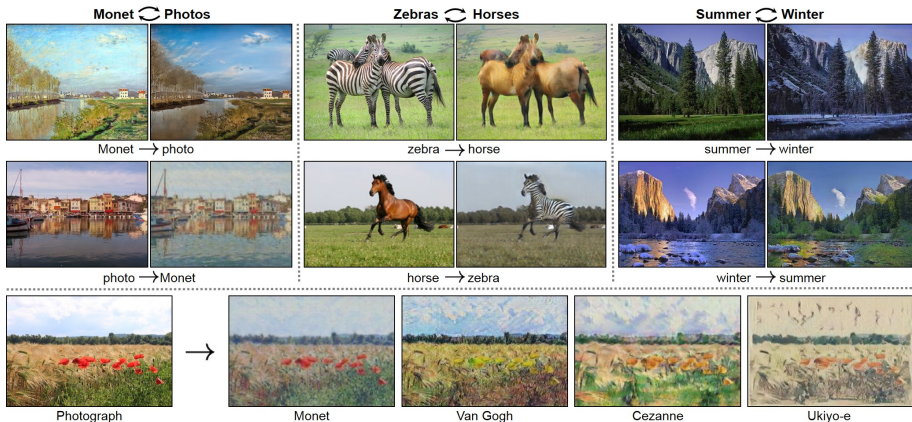 Monet Photos
Zebras Horses
Summer Winter
Monet → photo
zebra → horse
summer → winter
photo → Monet
horse → zebra
winter → summer
Photograph
Monet
Van Gogh
Cezanne
Ukiyo-e